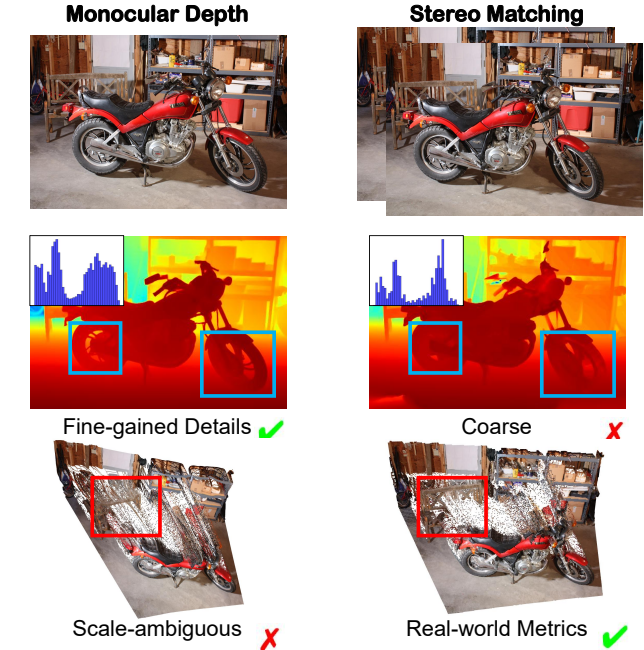 Monocular Depth
Stereo Matching
Fine-gained Details
Coarse
Scale-ambiguous
Real-world Metrics